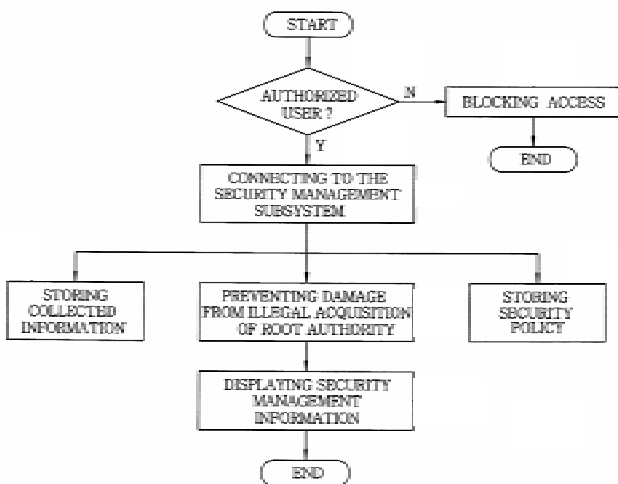 START
AUTHORIZED
USER ?
N
BLOCKING ACCESS
END
Y
CONNECTING TO THE
SECURITY MANAGEMENT
SUBSYSTEM
STORING
COLLECTED
INFORMATION
PREVENTING DAMAGE
FROM ILLEGAL ACQUISITION
OF ROOT AUTHORITY
STORING
SECURITY
POLICY
DISPLAYING SECURITY
MANAGEMENT
INFORMATION
END